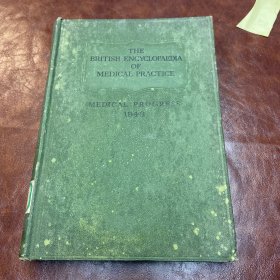 THE
BRITISH ENCYCLOPAEDIA
OF
MEDICAL PRACTICE
MEDICAL PROGRESS